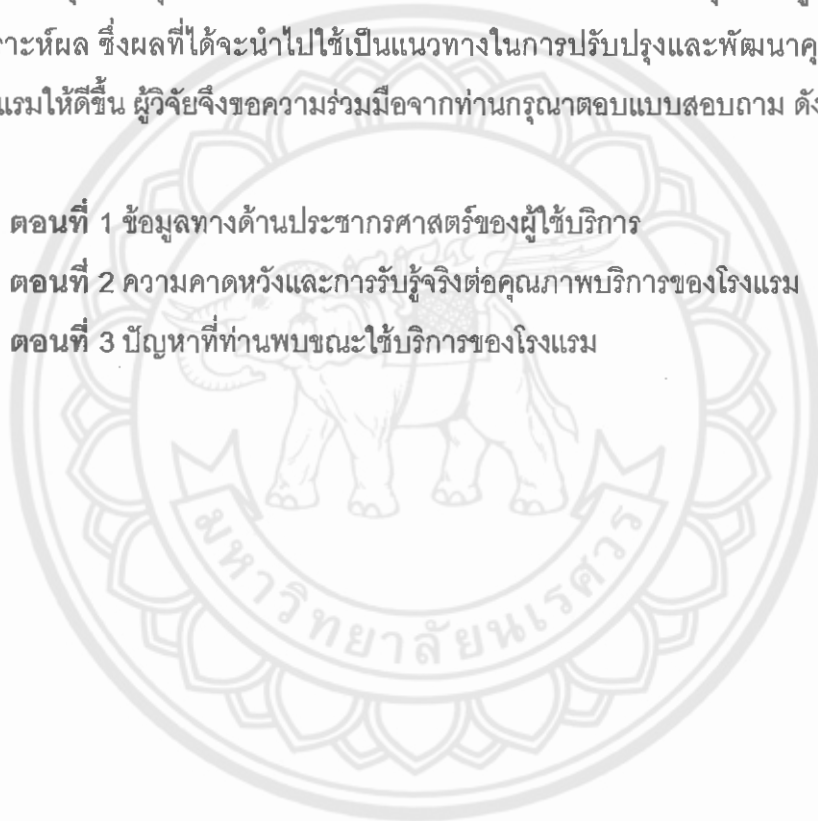 าะห์ผล ซึ่งผลที่ได้จะนำไปใช้เป็นแนวทางในการปรับปรุงและพัฒนาคุ
แรมให้ดีขึ้น ผู้วิจัยจึงขอความร่วมมือจากท่านกรุณาตอบแบบสอบถาม ดัง
ตอนที่ 1 ข้อมูลทางด้านประชากรศาสตร์ของผู้ใช้บริการ
ตอนที่ 2 ความคาดหวังและการรับรู้จริงต่อคุณภาพบริการของโรงแรม
ตอนที่ 3 ปัญหาที่ท่านพบขณะใช้บริการของโรงแรม
มหาวิทยาลัยนเรศวร